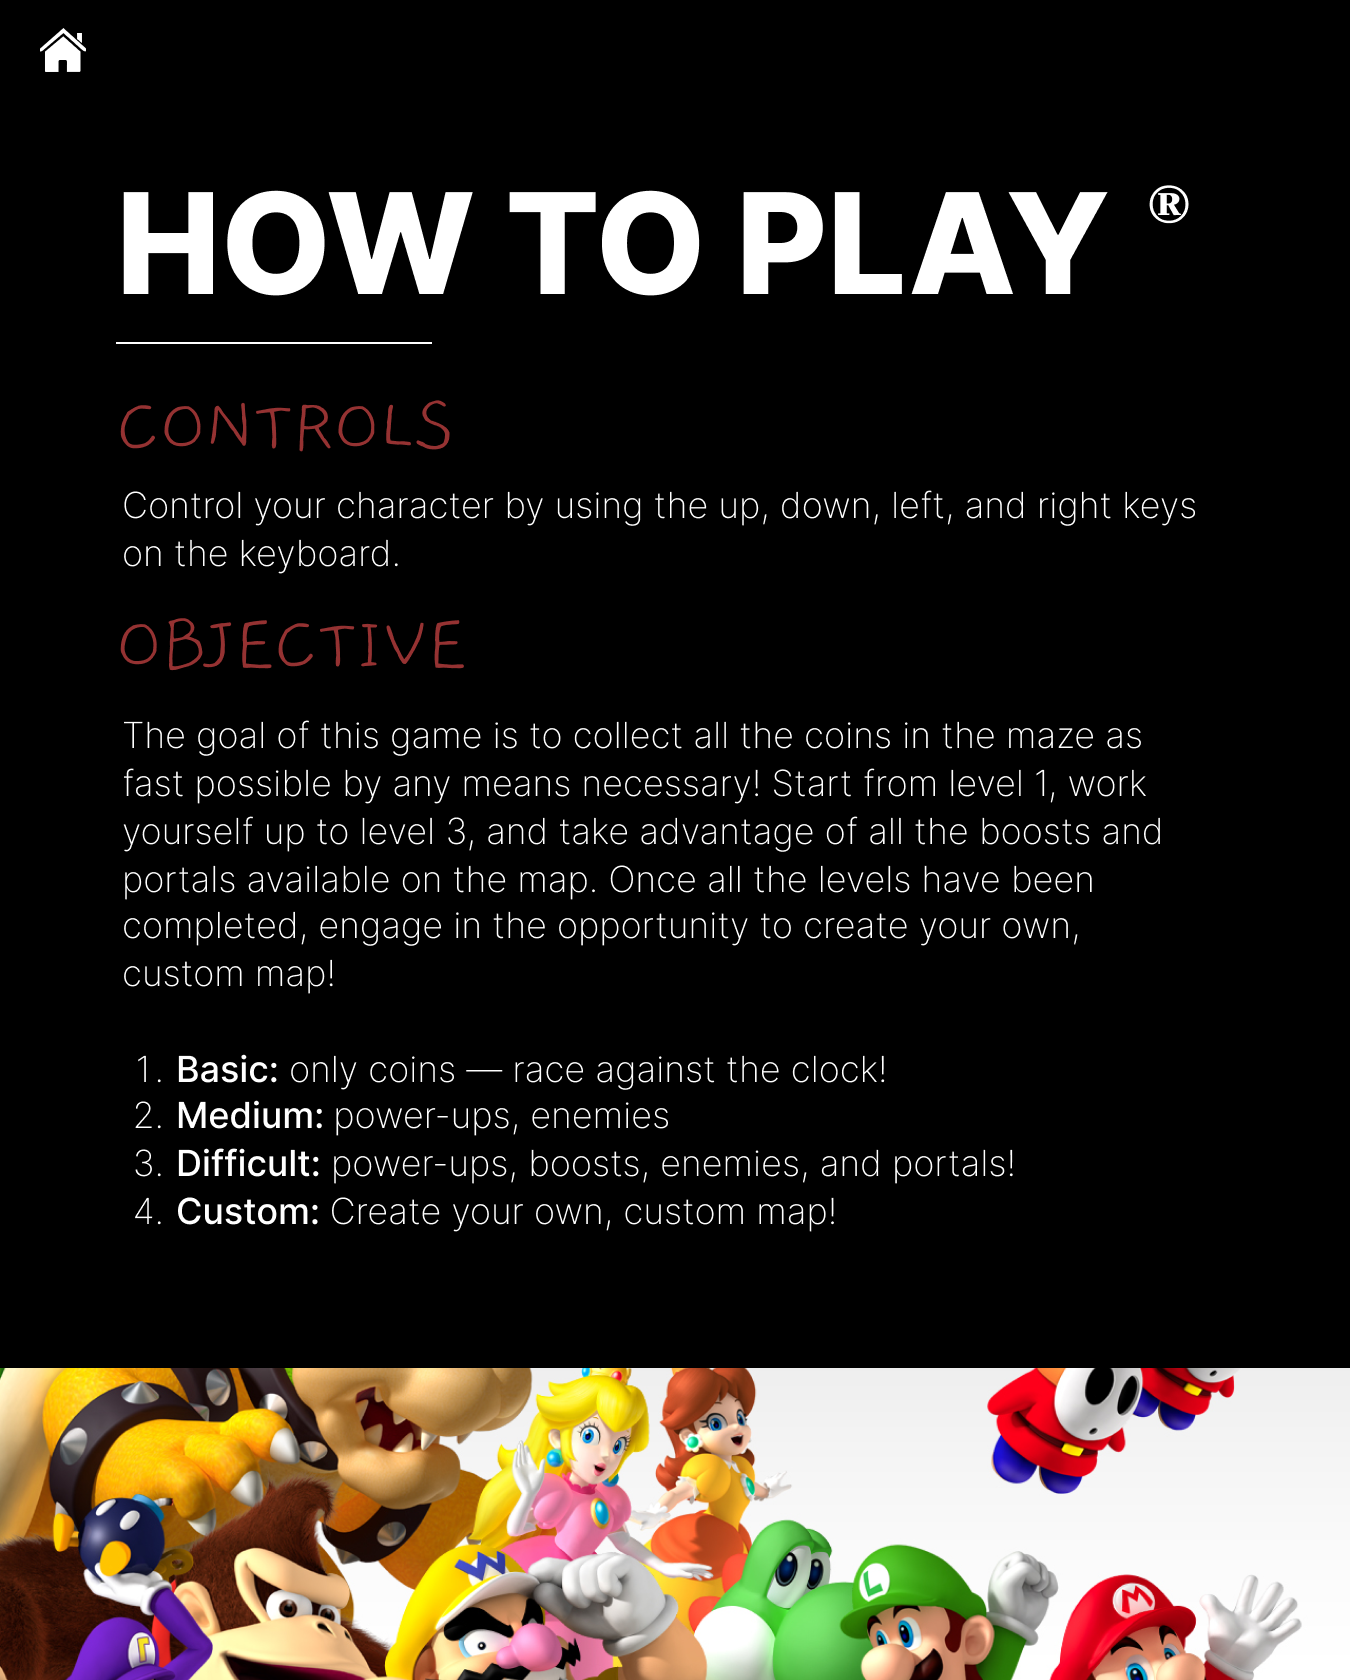 HOW TO PLAY ®
CONTROLS
Control your character by using the up, down, left, and right keys
on the keyboard.
OBJECTIVE
The goal of this game is to collect all the coins in the maze as
fast possible by any means necessary! Start from level 1, work
yourself up to level 3, and take advantage of all the boosts and
portals available on the map. Once all the levels have been
completed, engage in the opportunity to create your own,
custom map!
1. Basic: only coins — race against the clock!
2. Medium: power-ups, enemies
3. Difficult: power-ups, boosts, enemies, and portals!
4. Custom: Create your own, custom map!
W
L
M
Γ